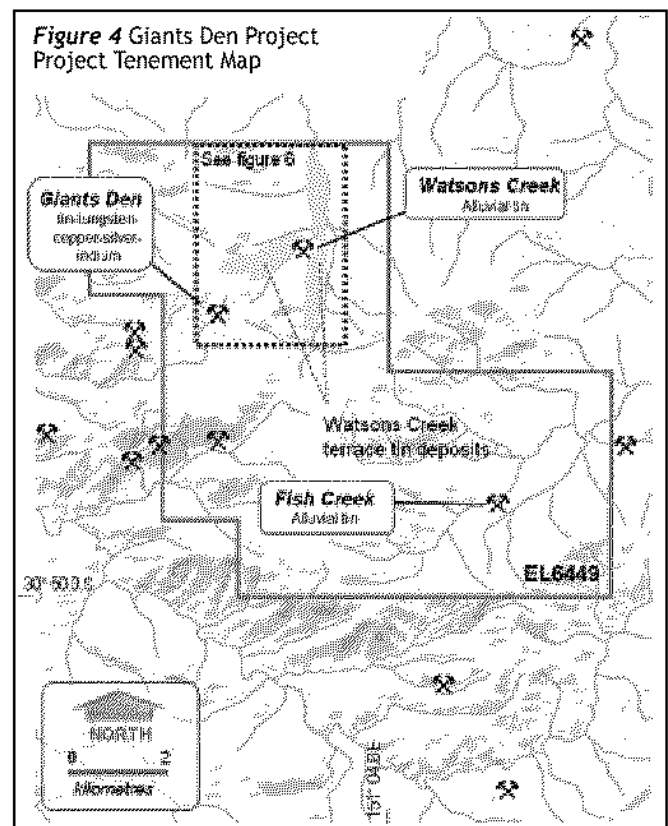 Figure 4 Giants Den Project
Project Tenement Map
See figure 6
Giants Den
tin-tungsten-
copper-silver-
indium
Watsons Creek
Alluvial tin
Watsons Creek
terrace tin deposits
Fish Creek
Alluvial tin
EL6449
NORTH
0 2
kilometres